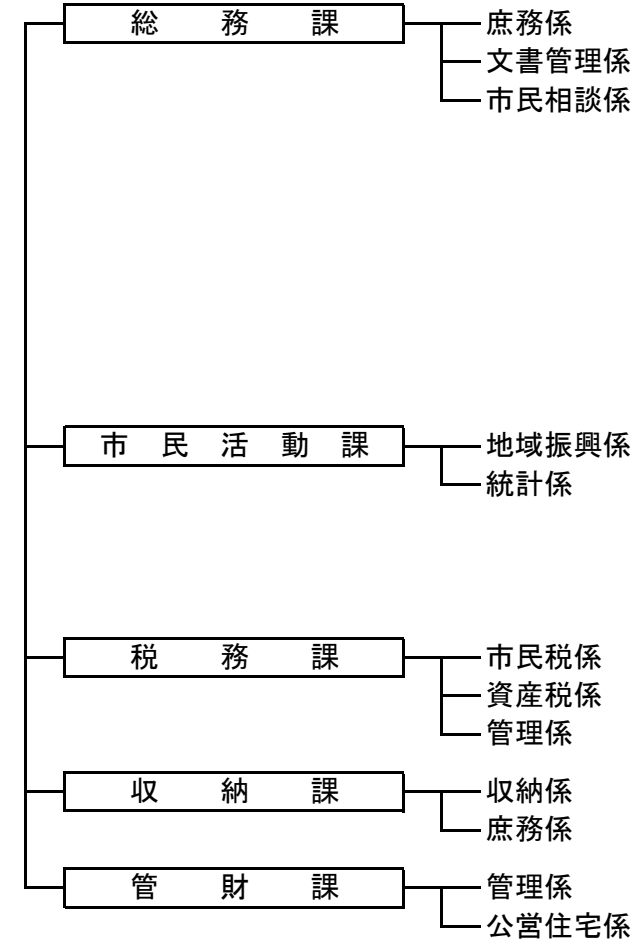 総務課
庶務係
文書管理係
市民相談係
市民活動課
地域振興係
統計係
税務課
市民税係
資産税係
管理係
収納課
収納係
庶務係
管財課
管理係
公営住宅係